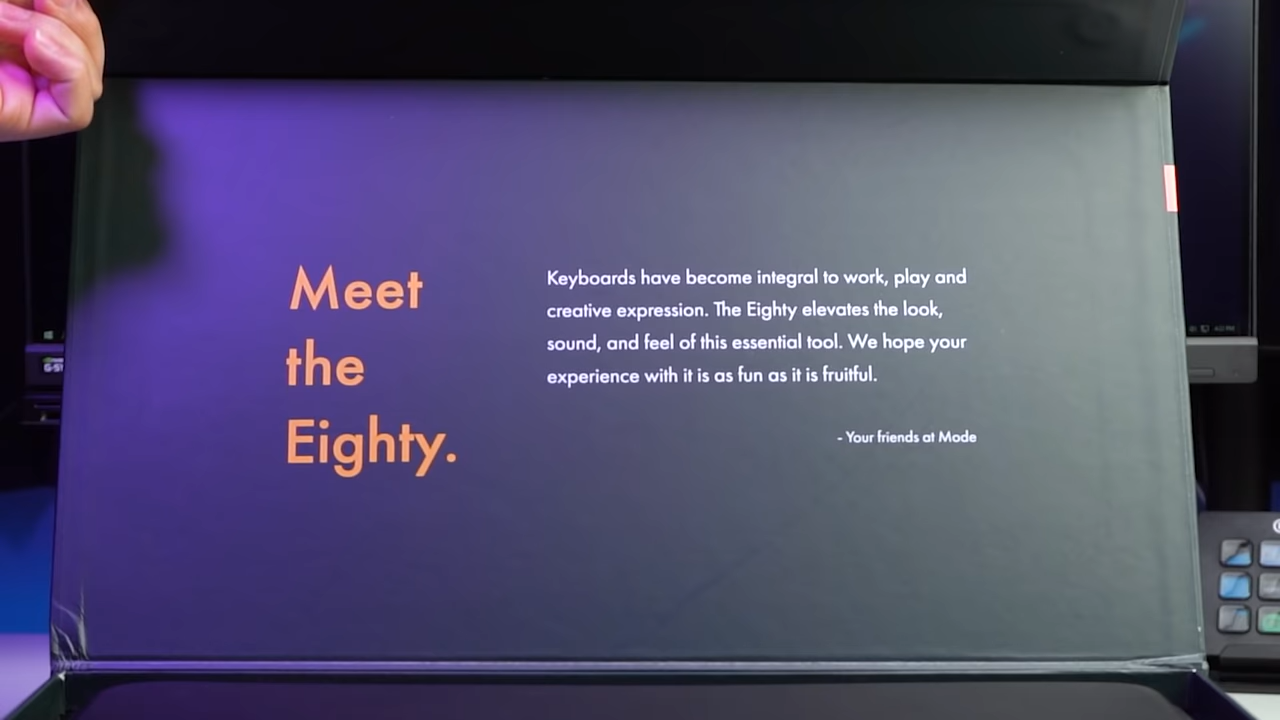 Meet
the
Eighty.
Keyboards have become integral to work, play and
creative expression. The Eighty elevates the look,
sound, and feel of this essential tool. We hope your
experience with it is as fun as it is fruitful.
- Your friends at Mode